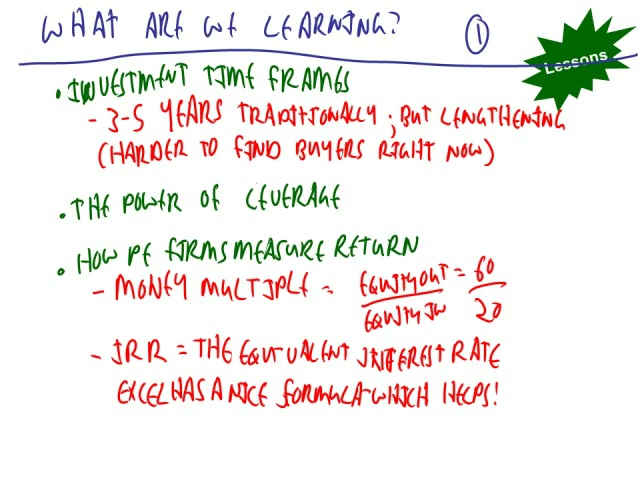 WHAT ARE WE LEARNING? 1
Lessons
• INVESTMENT TIME FRAMES
- 3-5 YEARS TRADITIONALLY; BUT LENGTHENING
(HARDER TO FIND BUYERS RIGHT NOW)
• THE POWER OF LEVERAGE
• HOW PE FIRMS MEASURE RETURN
- MONEY MULTIPLE = EQUITY OUT / EQUITY IN = 60 / 20
- IRR = THE EQUIVALENT INTEREST RATE
EXCEL HAS A NICE FORMULA WHICH HELPS!